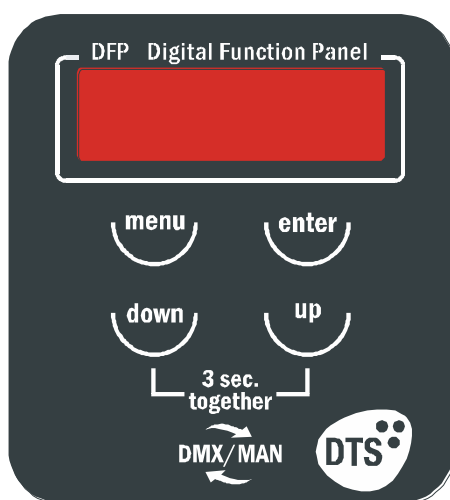 DFP Digital Function Panel
menu enter
down up
3 sec.
together
DMX/MAN
DTS